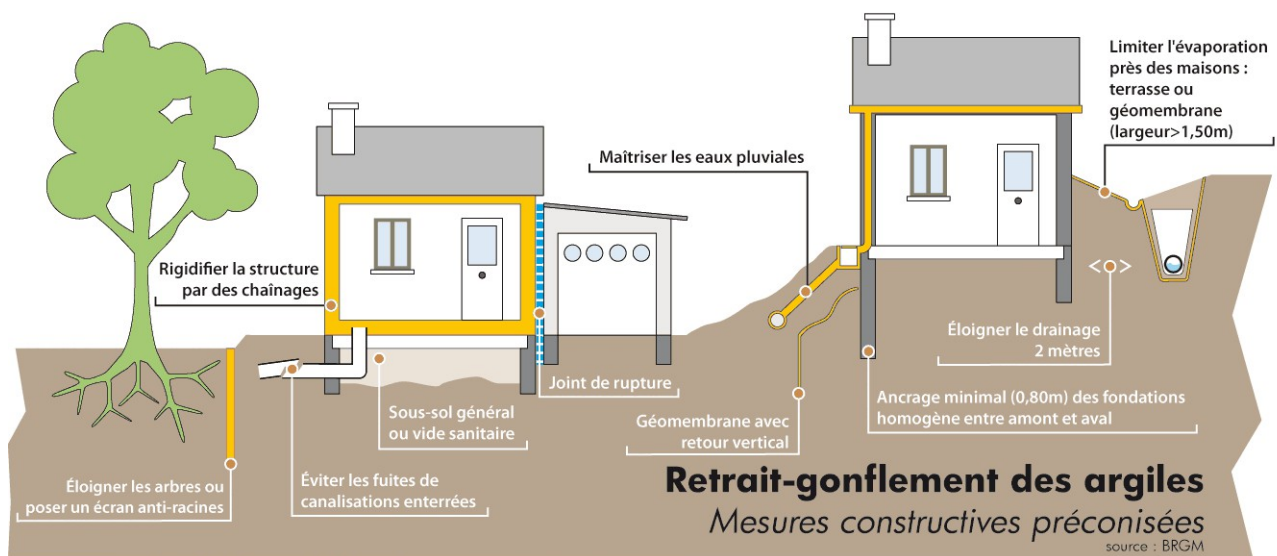 Limiter l'évaporation
près des maisons :
terrasse ou
géomembrane
(largeur>1,50m)
Maîtriser les eaux pluviales
Rigidifier la structure
par des chaînages
Éloigner le drainage
2 mètres
Joint de rupture
Sous-sol général
ou vide sanitaire
Géomembrane avec
retour vertical
Ancrage minimal (0,80m) des fondations
homogène entre amont et aval
Éloigner les arbres ou
poser un écran anti-racines
Éviter les fuites de
canalisations enterrées
Retrait-gonflement des argiles
Mesures constructives préconisées
source : BRGM